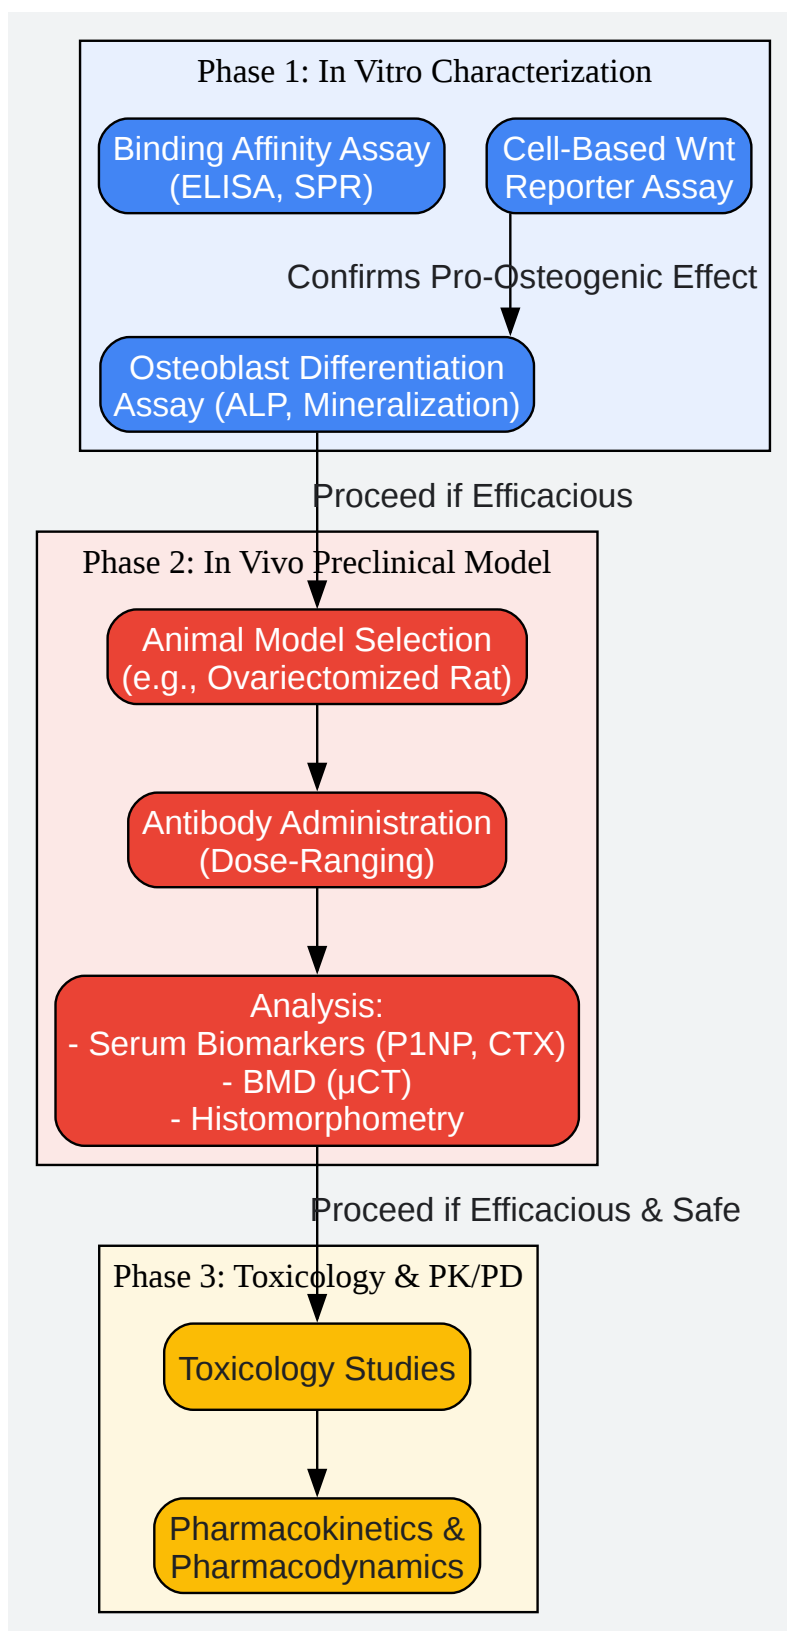 Phase 1: In Vitro Characterization
Binding Affinity Assay
(ELISA, SPR)
Cell-Based Wnt
Reporter Assay
Confirms Pro-Osteogenic Effect
Osteoblast Differentiation
Assay (ALP, Mineralization)
Proceed if Efficacious
Phase 2: In Vivo Preclinical Model
Animal Model Selection
(e.g., Ovariectomized Rat)
Antibody Administration
(Dose-Ranging)
Analysis:
- Serum Biomarkers (P1NP, CTX)
- BMD (μCT)
- Histomorphometry
Proceed if Efficacious & Safe
Phase 3: Toxicology & PK/PD
Toxicology Studies
Pharmacokinetics &
Pharmacodynamics